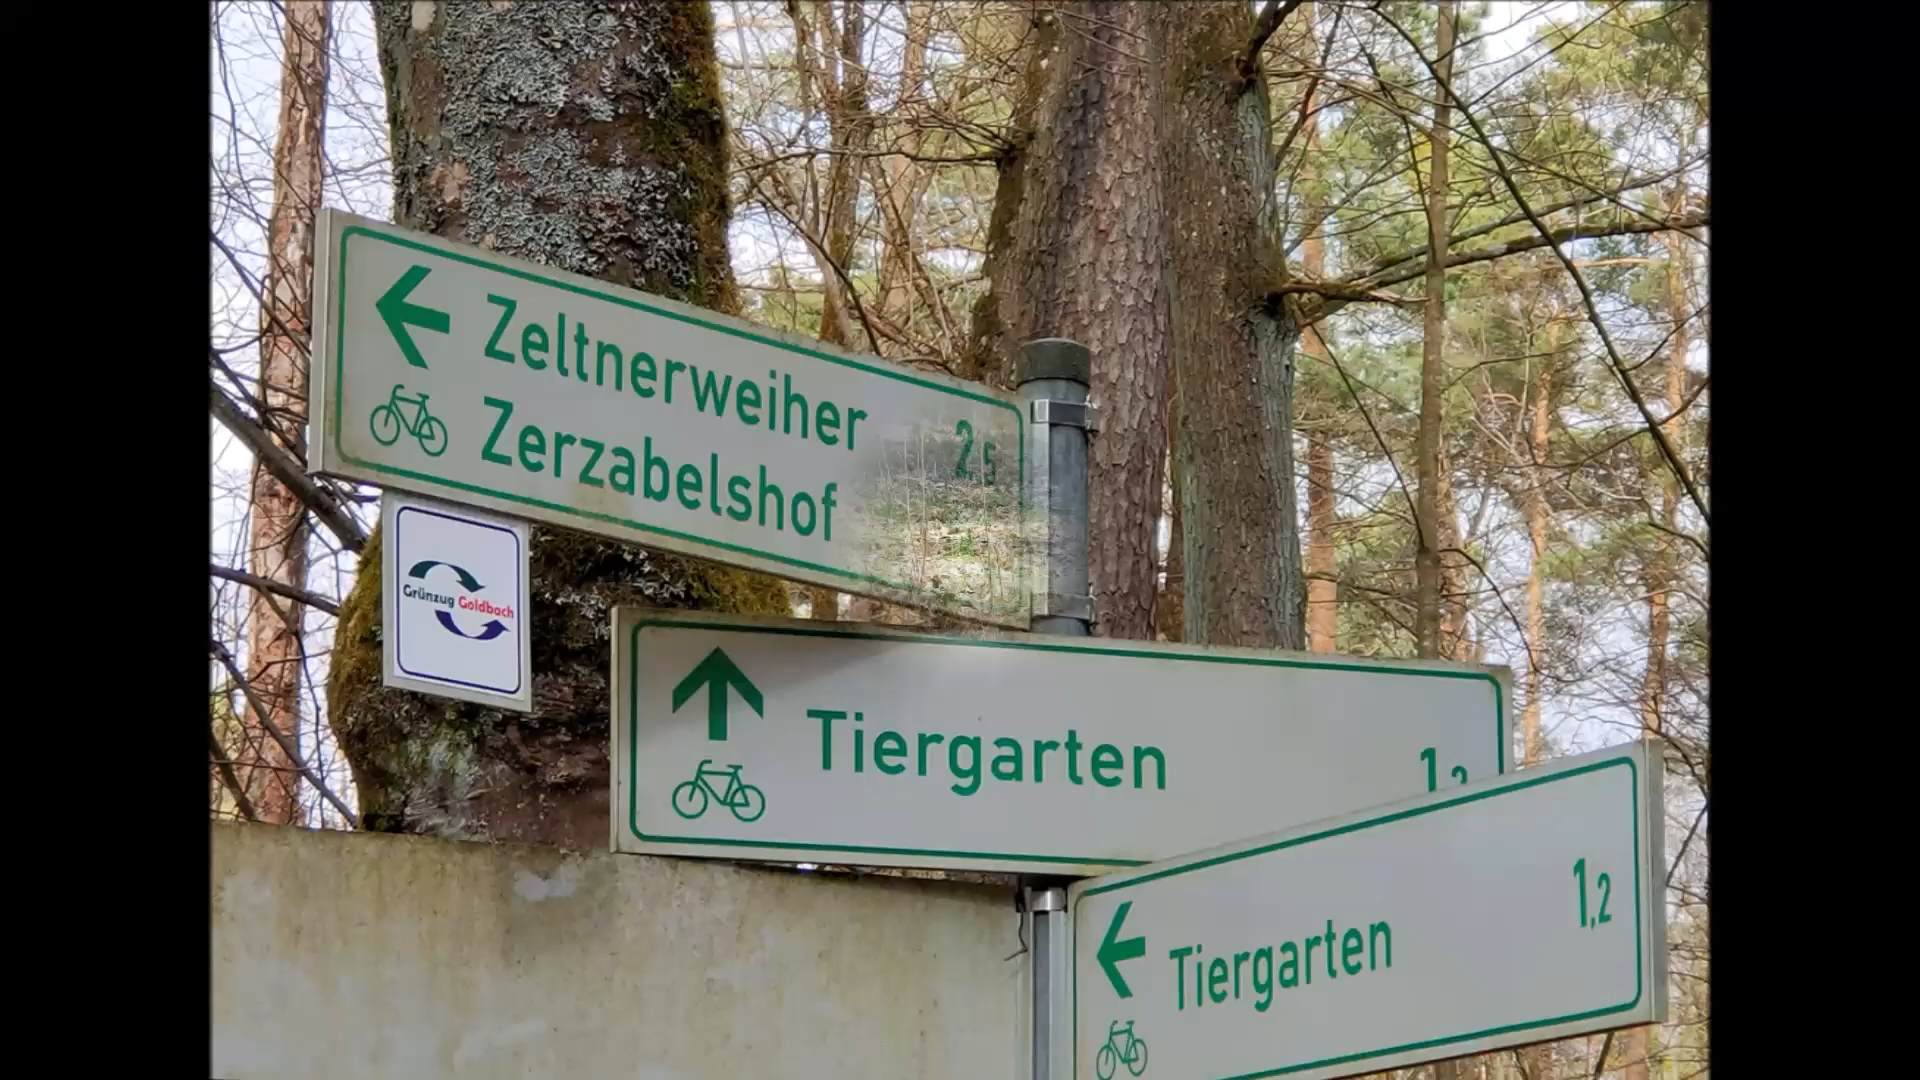 Zeltnerweiher 2,5
Zerzabelshof
Grünzug Goldbach
Tiergarten
Tiergarten 1,2